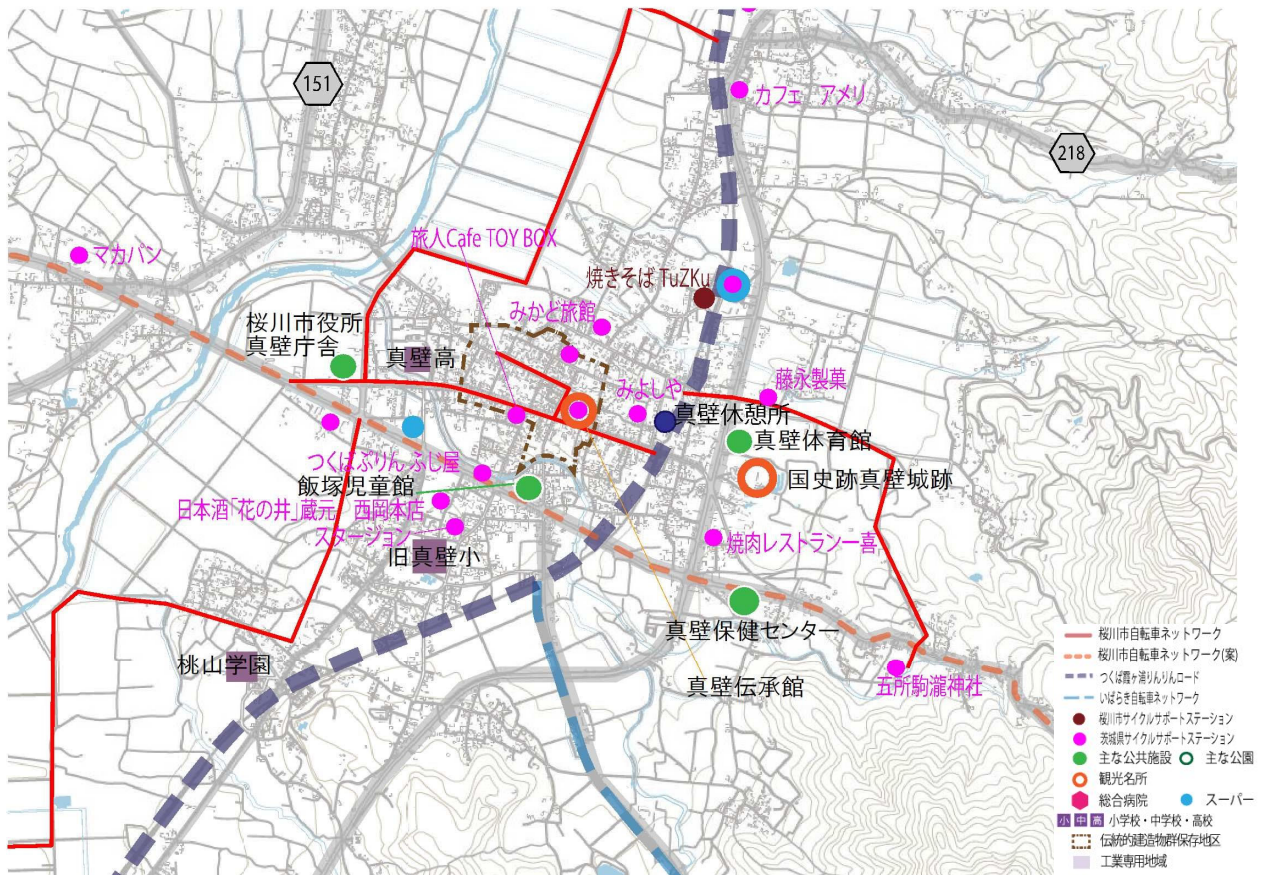 151
カフェ アメリ
218
旅人Cafe TOY BOX
マカバン
焼きそば TuZKu
みかど旅館
桜川市役所
真壁庁舎
真壁高
藤永製菓
みよしや
真壁休憩所
真壁体育館
つくばぷりん ふじ屋
国史跡真壁城跡
飯塚児童館
日本酒「花の井」蔵元 西岡本店
スタージョン
焼肉レストラン一喜
旧真壁小
真壁保健センター
桃山学園
真壁伝承館
五所駒瀧神社
桜川市自転車ネットワーク
桜川市自転車ネットワーク(案)
つくば霞ヶ浦りんりんロード
いばらき自転車ネットワーク
桜川市サイクルサポートステーション
茨城県サイクルサポートステーション
主な公共施設 主な公園
観光名所
総合病院 スーパー
小 中 高 小学校・中学校・高校
伝統的建造物群保存地区
工業専用地域